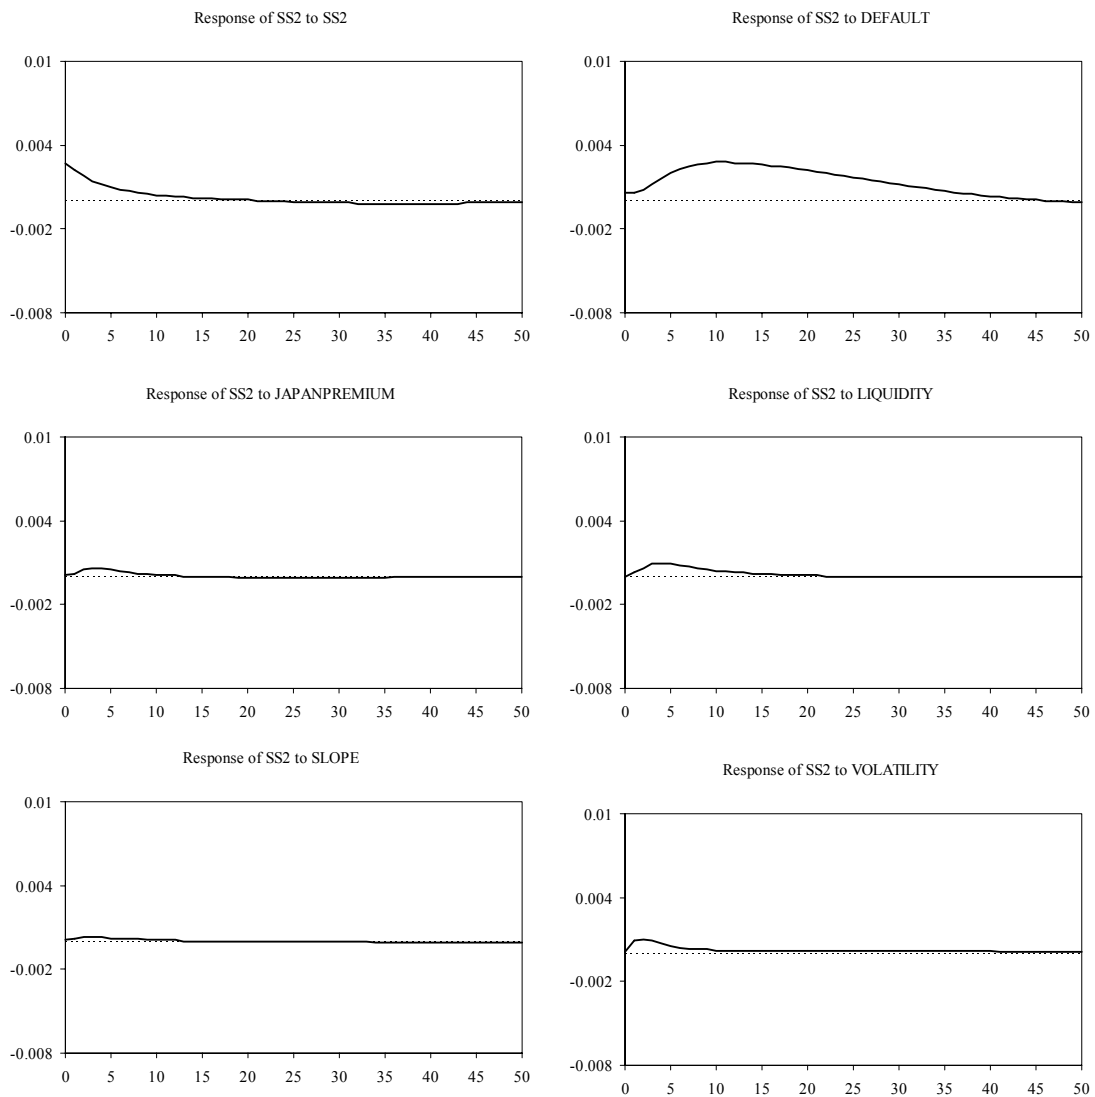 Response of SS2 to SS2
0.01
0.004
-0.002
-0.008
0 5 10 15 20 25 30 35 40 45 50
Response of SS2 to DEFAULT
0.01
0.004
-0.002
-0.008
0 5 10 15 20 25 30 35 40 45 50
Response of SS2 to JAPANPREMIUM
0.01
0.004
-0.002
-0.008
0 5 10 15 20 25 30 35 40 45 50
Response of SS2 to LIQUIDITY
0.01
0.004
-0.002
-0.008
0 5 10 15 20 25 30 35 40 45 50
Response of SS2 to SLOPE
0.01
0.004
-0.002
-0.008
0 5 10 15 20 25 30 35 40 45 50
Response of SS2 to VOLATILITY
0.01
0.004
-0.002
-0.008
0 5 10 15 20 25 30 35 40 45 50